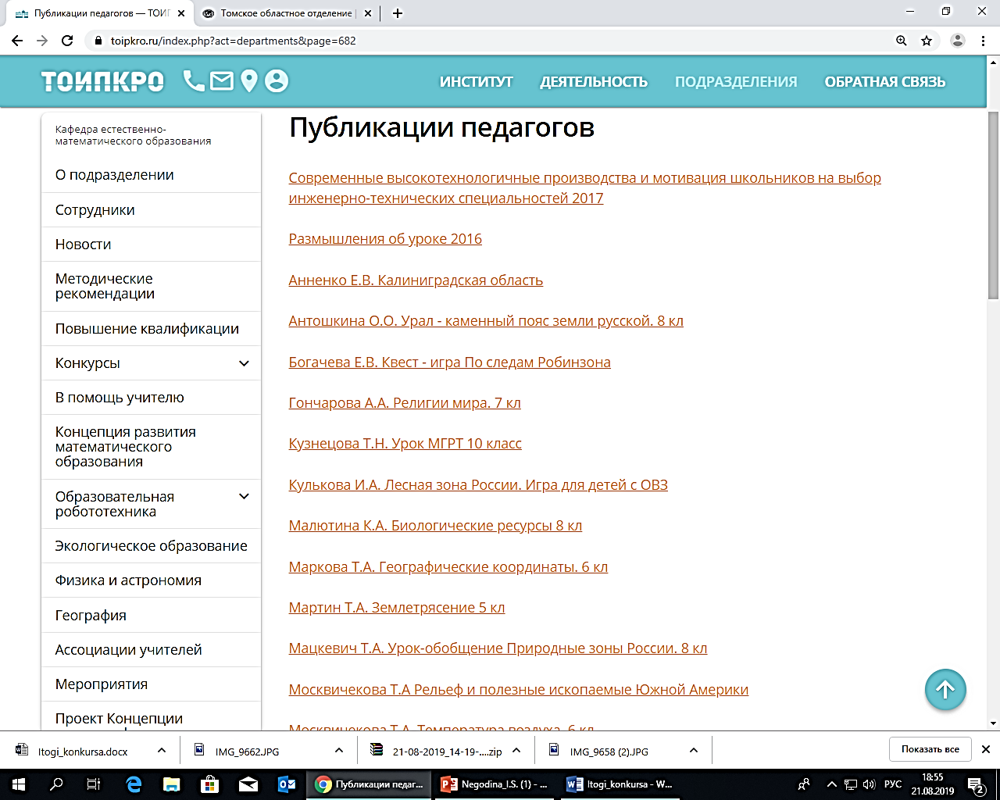 Публикации педагогов — ТОИП
Томское областное отделение |
toipkro.ru/index.php?act=departments&page=682
ТОИПКРО
ИНСТИТУТ
ДЕЯТЕЛЬНОСТЬ
ПОДРАЗДЕЛЕНИЯ
ОБРАТНАЯ СВЯЗЬ
Кафедра естественно-
математического образования
О подразделении
Сотрудники
Новости
Методические
рекомендации
Повышение квалификации
Конкурсы
В помощь учителю
Концепция развития
математического
образования
Образовательная
робототехника
Экологическое образование
Физика и астрономия
География
Ассоциации учителей
Мероприятия
Проект Концепции
Публикации педагогов
Современные высокотехнологичные производства и мотивация школьников на выбор
инженерно-технических специальностей 2017
Размышления об уроке 2016
Анненко Е.В. Калиниградская область
Антошкина О.О. Урал - каменный пояс земли русской. 8 кл
Богачева Е.В. Квест - игра По следам Робинзона
Гончарова А.А. Религии мира. 7 кл
Кузнецова Т.Н. Урок МГРТ 10 класс
Кулькова И.А. Лесная зона России. Игра для детей с ОВЗ
Малютина К.А. Биологические ресурсы 8 кл
Маркова Т.А. Географические координаты. 6 кл
Мартин Т.А. Землетрясение 5 кл
Мацкевич Т.А. Урок-обобщение Природные зоны России. 8 кл
Москвичекова Т.А Рельеф и полезные ископаемые Южной Америки
Москвичекова Т.А. Температура воздуха. 6 кл
Itogi_konkursa.docx
IMG_9662.JPG
21-08-2019_14-19-....zip
IMG_9658 (2).JPG
Показать все
Публикации педаг...
Negodina_I.S. (1) - ...
Itogi_konkursa - W...
РУС
18:55
21.08.2019
2